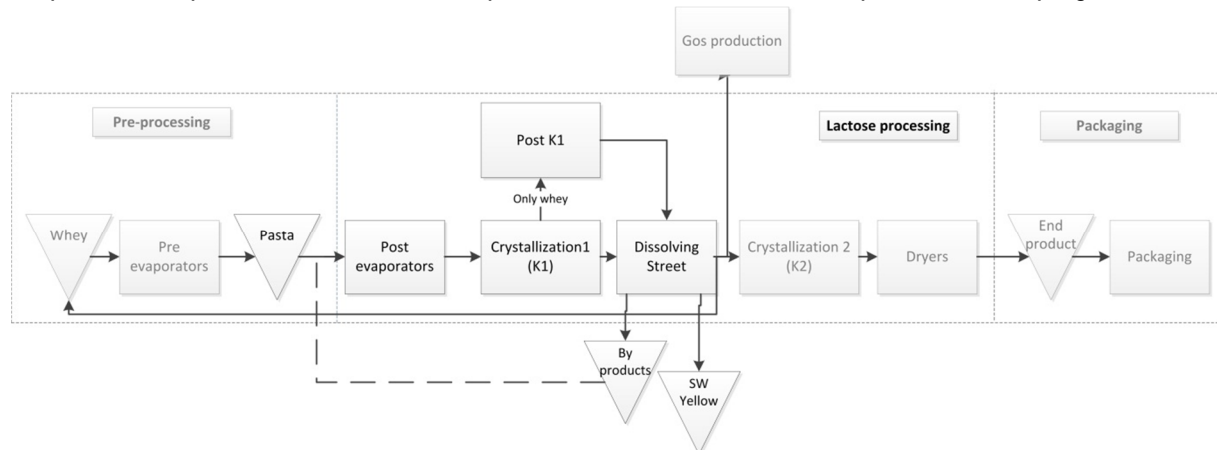 Gos production
Pre-processing
Lactose processing
Packaging
Post K1
Only whey
Whey
Pre
evaporators
Pasta
Post
evaporators
Crystallization1
(K1)
Dissolving
Street
Crystallization 2
(K2)
Dryers
End
product
Packaging
By
products
SW
Yellow